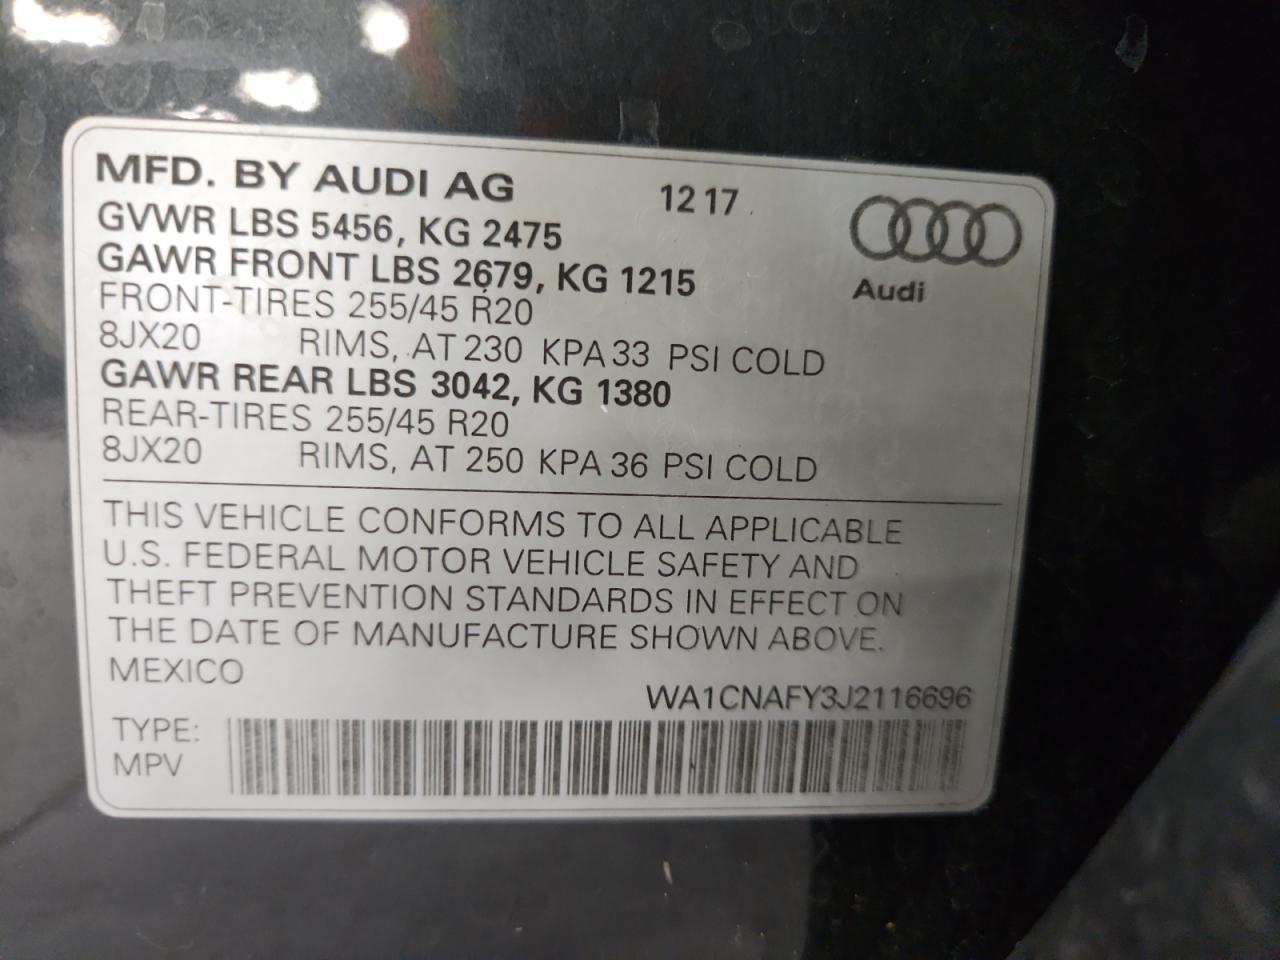 MFD. BY AUDI AG 12 17
GVWR LBS 5456, KG 2475
GAWR FRONT LBS 2679, KG 1215
Audi
FRONT-TIRES 255/45 R20
8JX20 RIMS, AT 230 KPA 33 PSI COLD
GAWR REAR LBS 3042, KG 1380
REAR-TIRES 255/45 R20
8JX20 RIMS, AT 250 KPA 36 PSI COLD
THIS VEHICLE CONFORMS TO ALL APPLICABLE
U.S. FEDERAL MOTOR VEHICLE SAFETY AND
THEFT PREVENTION STANDARDS IN EFFECT ON
THE DATE OF MANUFACTURE SHOWN ABOVE.
MEXICO
WA1CNAFY3J2116696
TYPE:
MPV